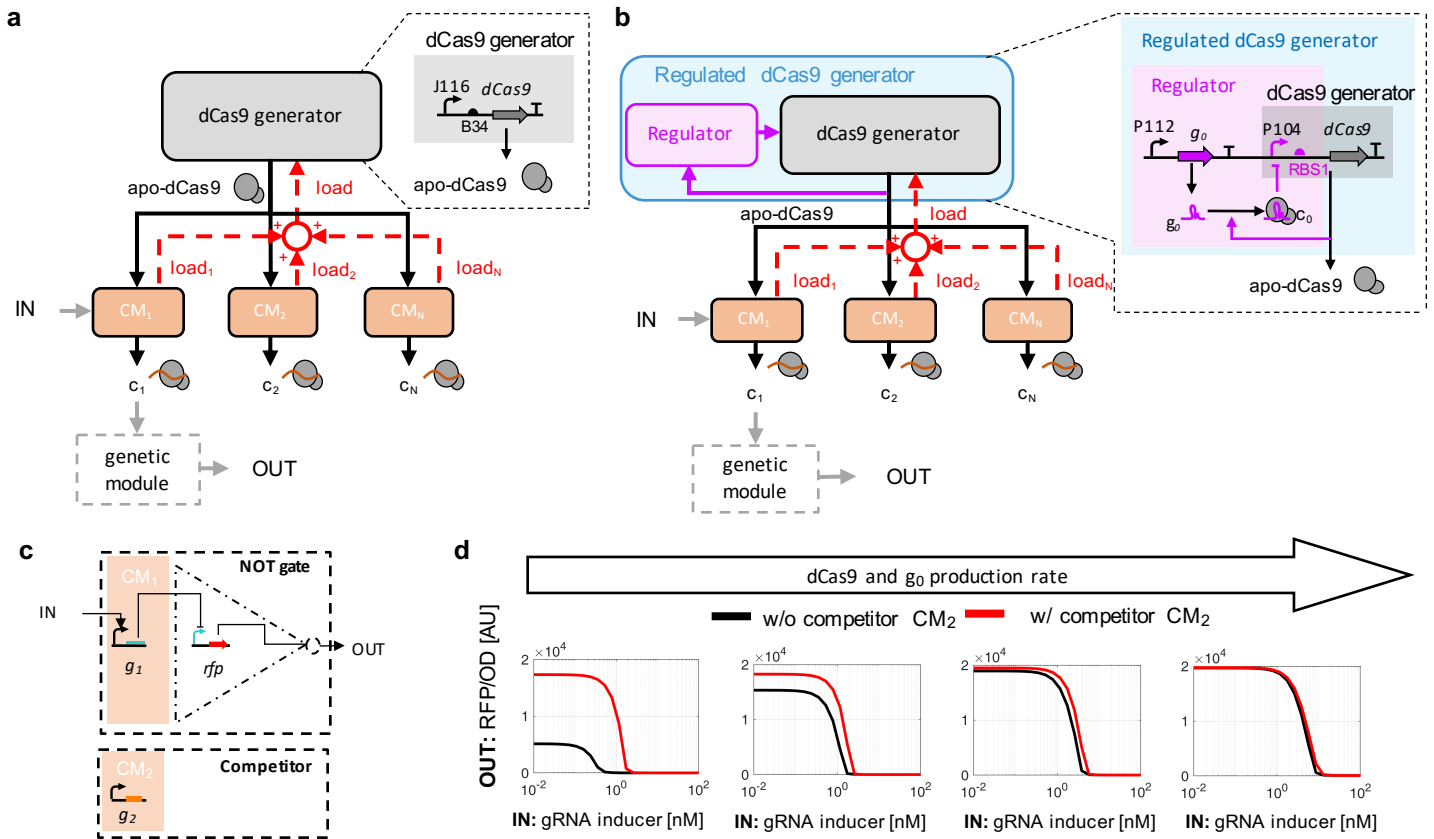 a
dCas9 generator
dCas9 generator
J116
dCas9
B34
apo-dCas9
apo-dCas9
load
+
+
+
load1
load2
loadN
IN
CM1
CM2
CMN
c1
c2
cN
genetic
module
OUT
b
Regulated dCas9 generator
Regulator
dCas9 generator
Regulated dCas9 generator
Regulator
dCas9 generator
P112
g0
P104
dCas9
RBS1
g0
c0
apo-dCas9
apo-dCas9
load
+
+
+
load1
load2
loadN
IN
CM1
CM2
CMN
c1
c2
cN
genetic
module
OUT
c
NOT gate
CM1
IN
g1
rfp
OUT
CM2
Competitor
g2
d
dCas9 and g0 production rate
w/o competitor CM2
w/ competitor CM2
OUT: RFP/OD [AU]
2 ×10^4
1
0
10^-2 10^0 10^2
IN: gRNA inducer [nM]
2 ×10^4
1
0
10^-2 10^0 10^2
IN: gRNA inducer [nM]
2 ×10^4
1
0
10^-2 10^0 10^2
IN: gRNA inducer [nM]
2 ×10^4
1
0
10^-2 10^0 10^2
IN: gRNA inducer [nM]